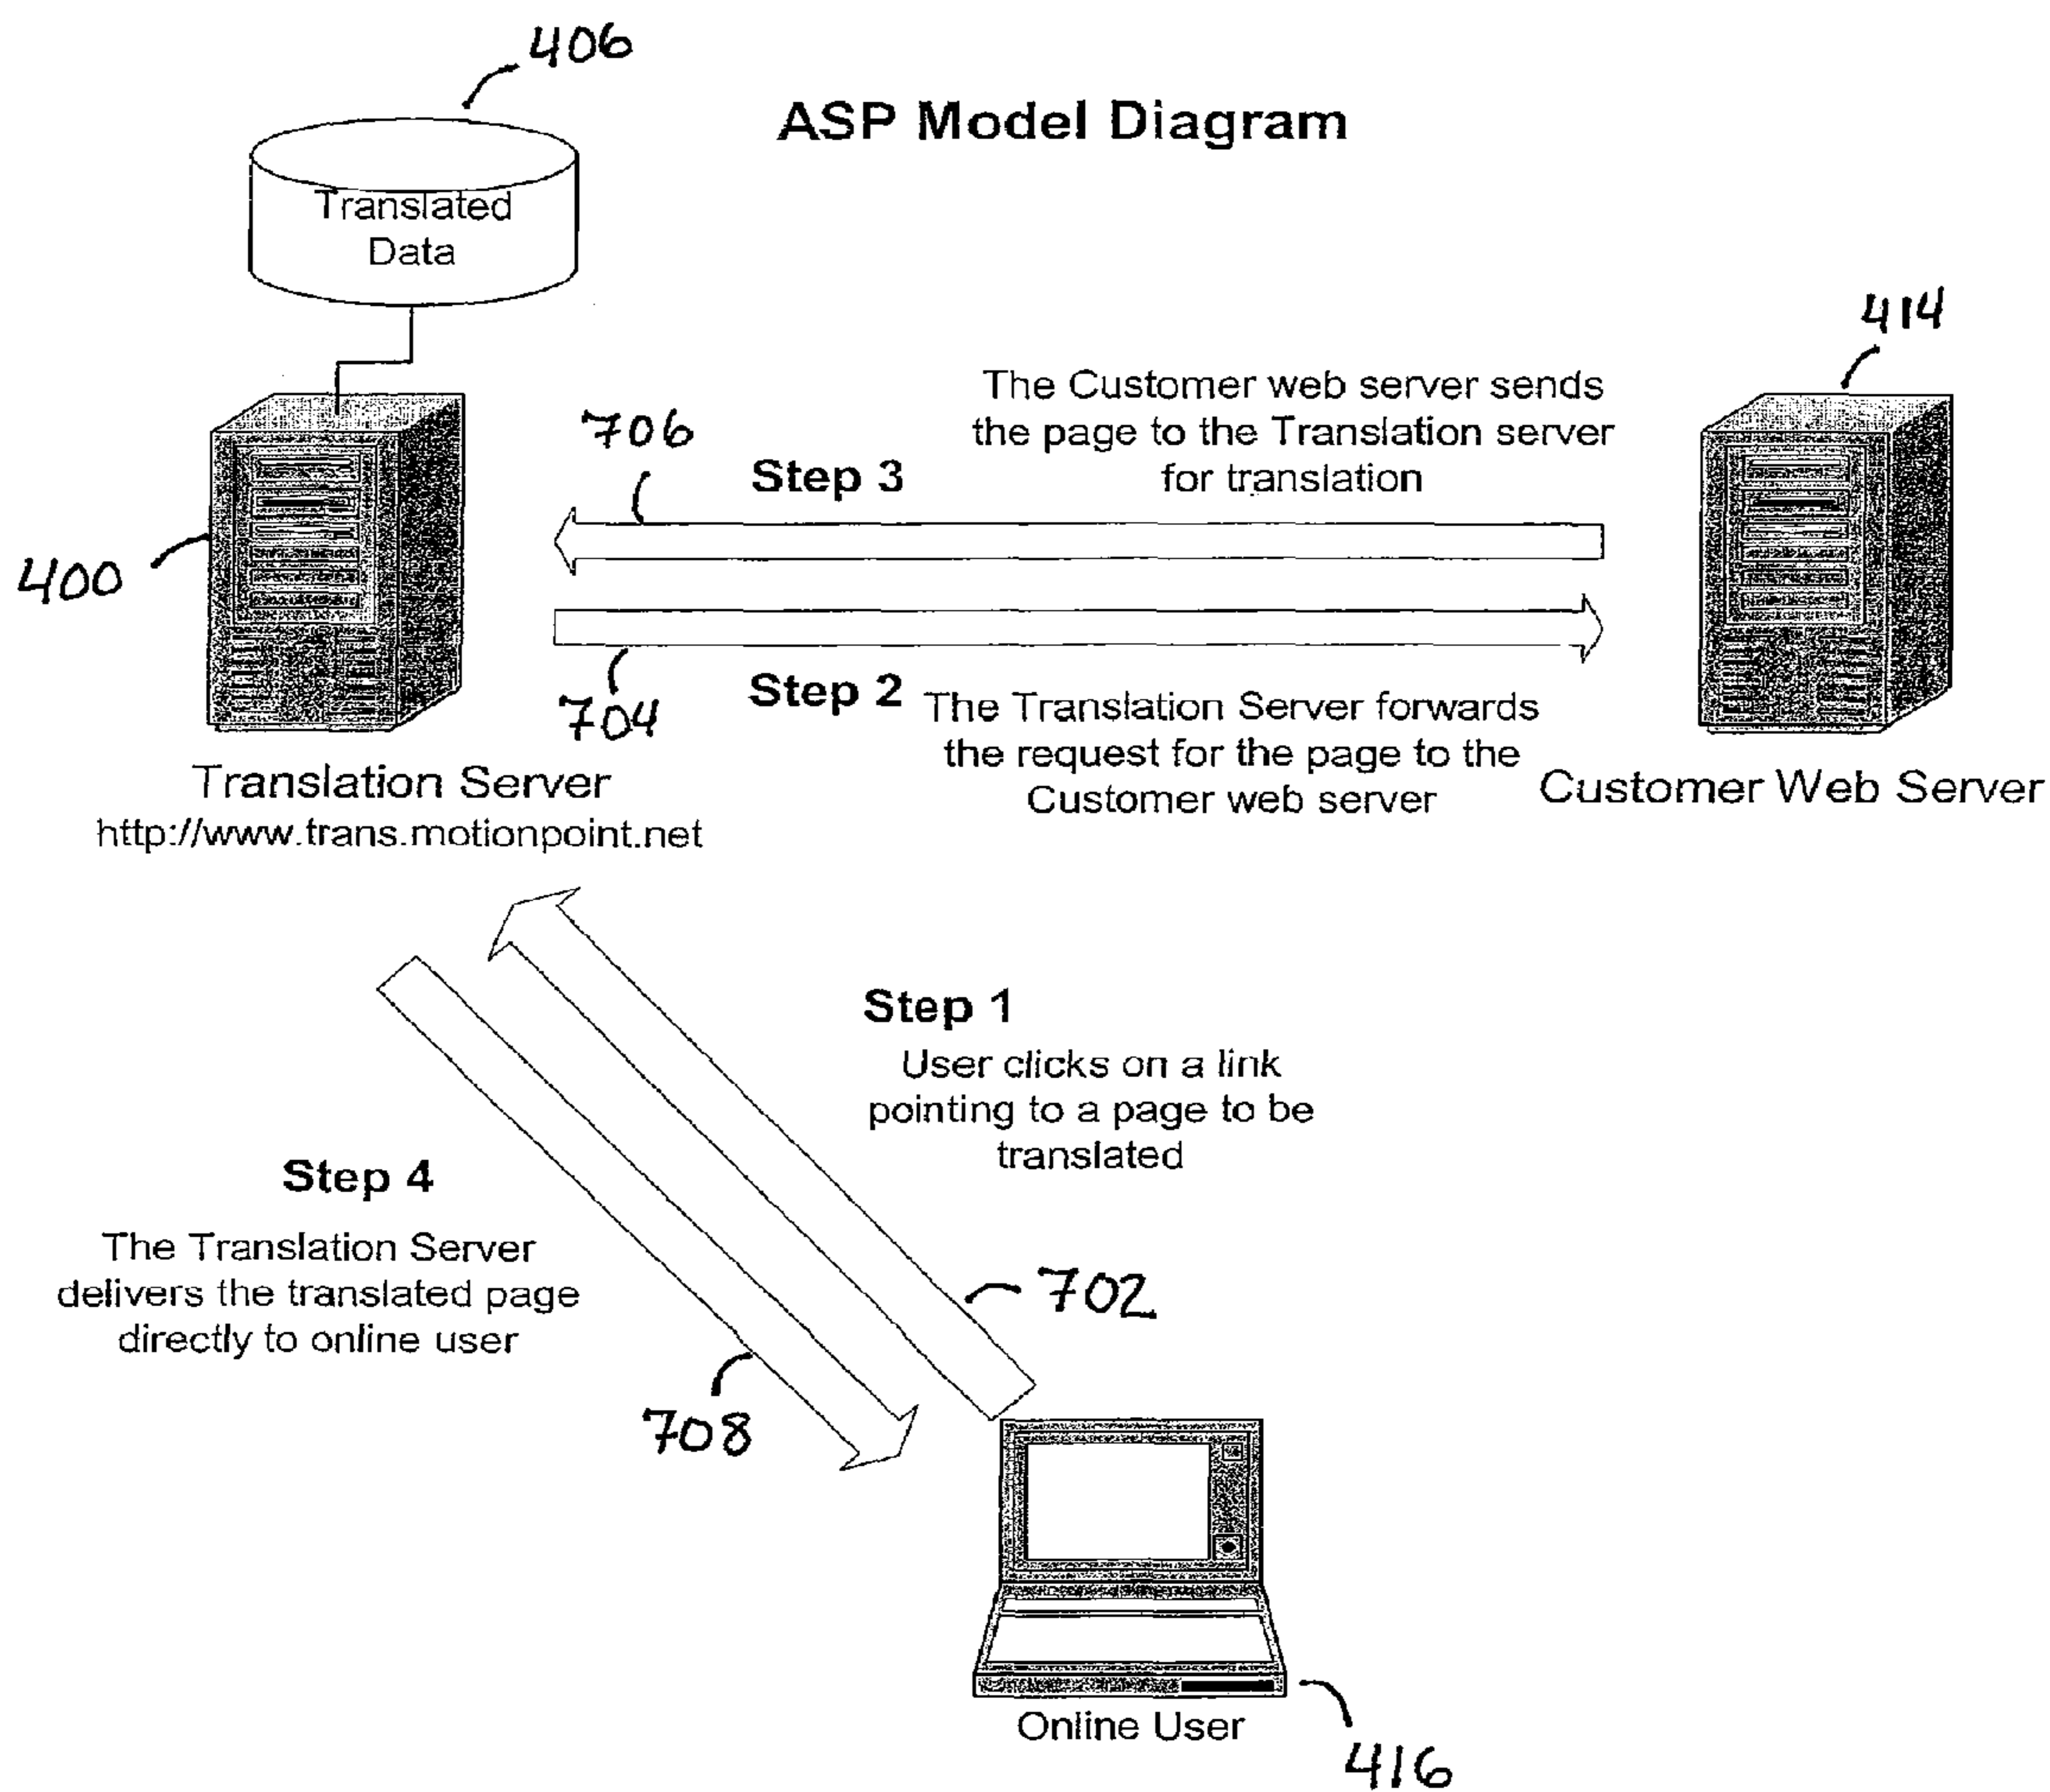 406
ASP Model Diagram
Translated
Data
414
The Customer web server sends
the page to the Translation server
for translation
706
Step 3
400
704
Step 2
The Translation Server forwards
the request for the page to the
Customer web server
Translation Server
http://www.trans.motionpoint.net
Customer Web Server
Step 1
User clicks on a link
pointing to a page to be
translated
Step 4
The Translation Server
delivers the translated page
directly to online user
702
708
Online User
416